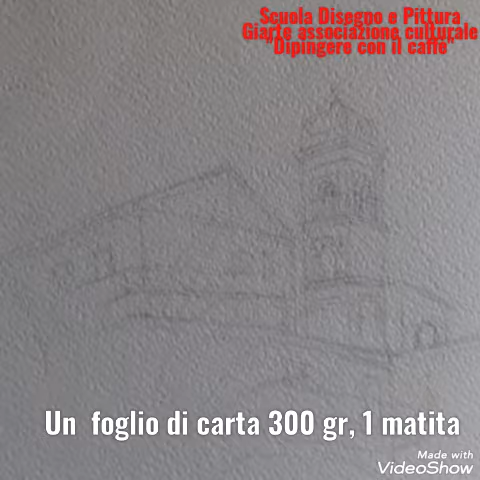 Scuola Disegno e Pittura
Giarte associazione culturale
"Dipingere con il caffè"
Un foglio di carta 300 gr, 1 matita
Made with
VideoShow